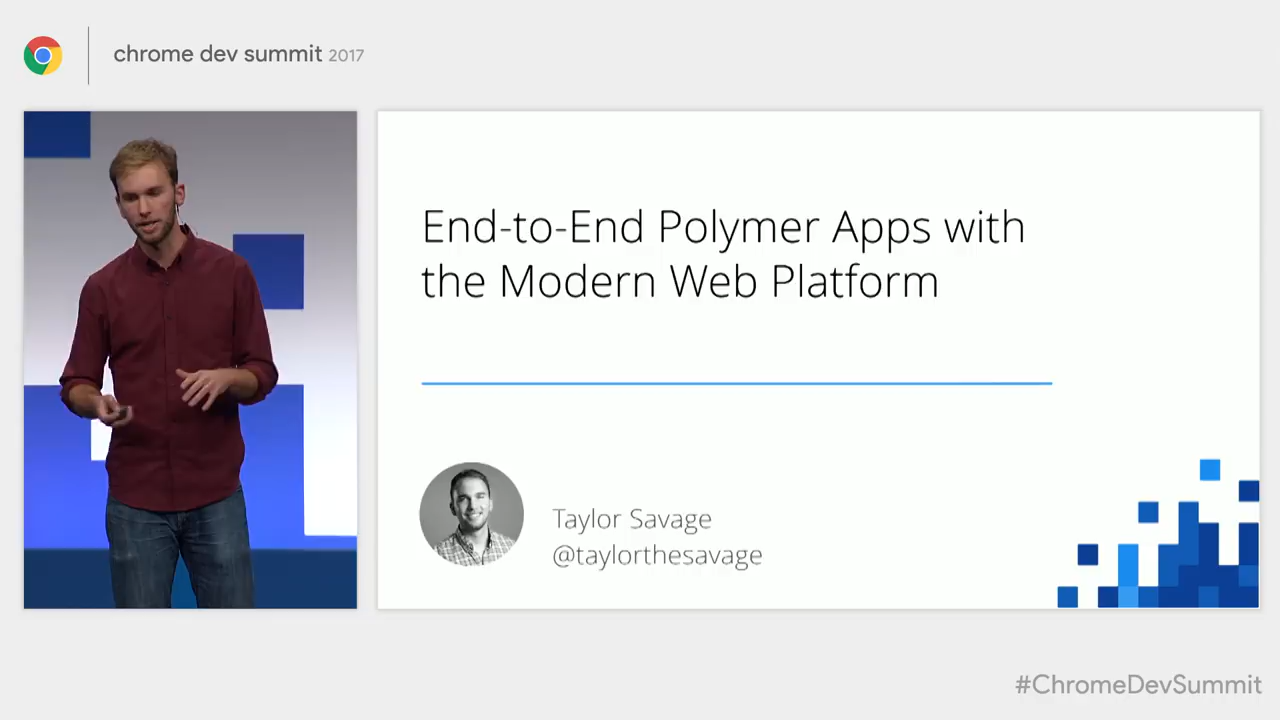 chrome dev summit 2017
End-to-End Polymer Apps with
the Modern Web Platform
Taylor Savage
@taylorthesavage
#ChromeDevSummit